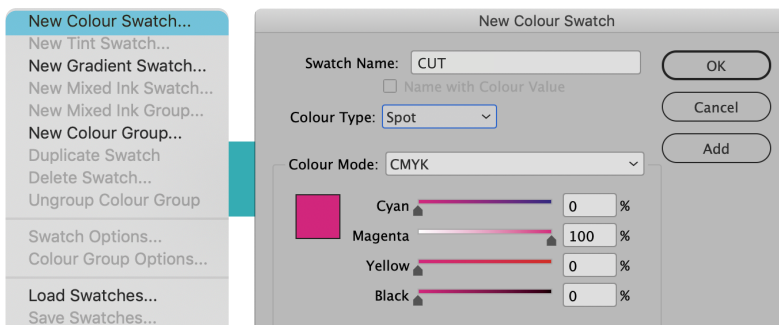 New Colour Swatch...
New Tint Swatch...
New Gradient Swatch...
New Mixed Ink Swatch...
New Mixed Ink Group...
New Colour Group...
Duplicate Swatch
Delete Swatch...
Ungroup Colour Group
Swatch Options...
Colour Group Options...
Load Swatches...
Save Swatches...
New Colour Swatch
Swatch Name: CUT
Name with Colour Value
Colour Type: Spot
Colour Mode: CMYK
Cyan 0 %
Magenta 100 %
Yellow 0 %
Black 0 %
OK
Cancel
Add